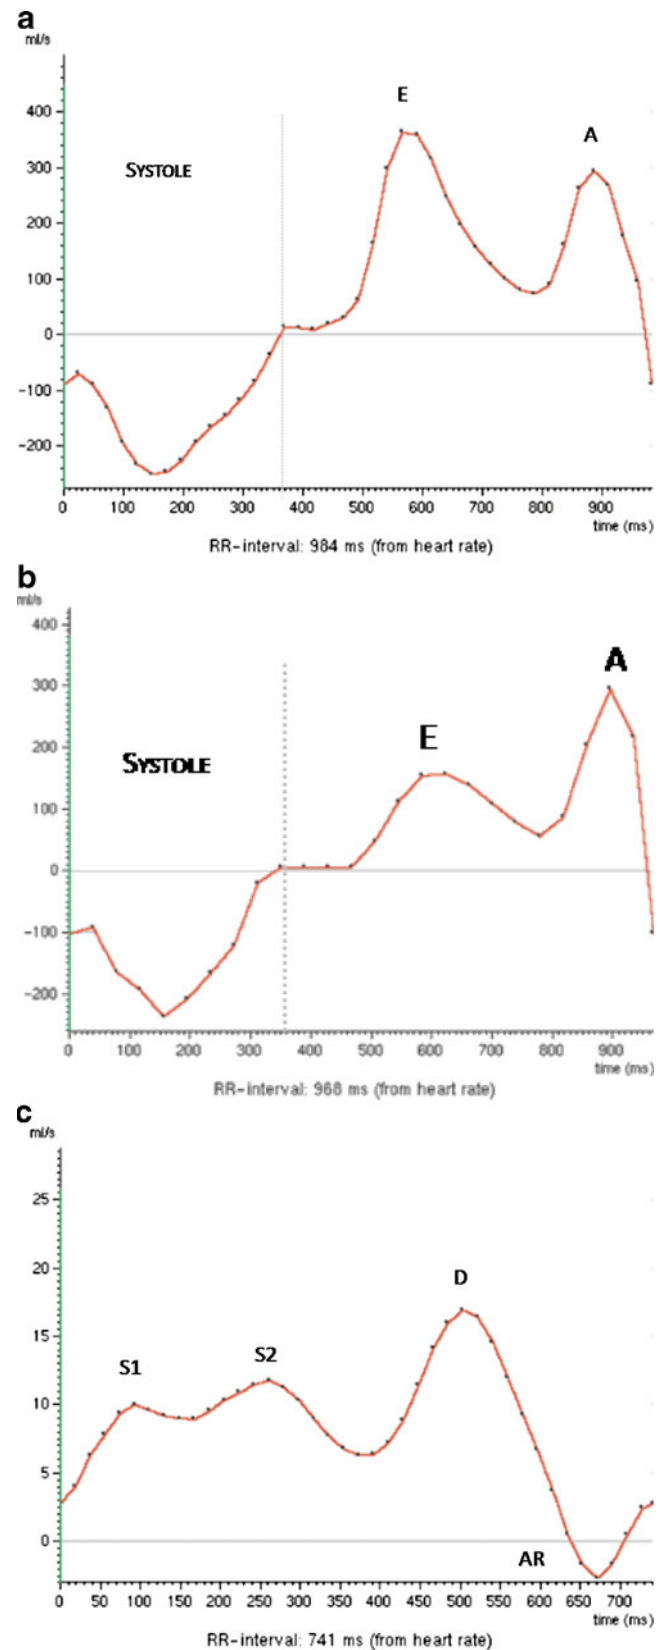 a
ml/s
E
A
SYSTOLE
400
300
200
100
0
-100
-200
0 100 200 300 400 500 600 700 800 900
time (ms)
RR-interval: 984 ms (from heart rate)
b
ml/s
400
A
300
E
SYSTOLE
200
100
0
-100
-200
0 100 200 300 400 500 600 700 800 900
time (ms)
RR-interval: 968 ms (from heart rate)
c
ml/s
25
20
D
15
S1
S2
10
5
0
AR
0 50 100 150 200 250 300 350 400 450 500 550 600 650 700
time (ms)
RR-interval: 741 ms (from heart rate)